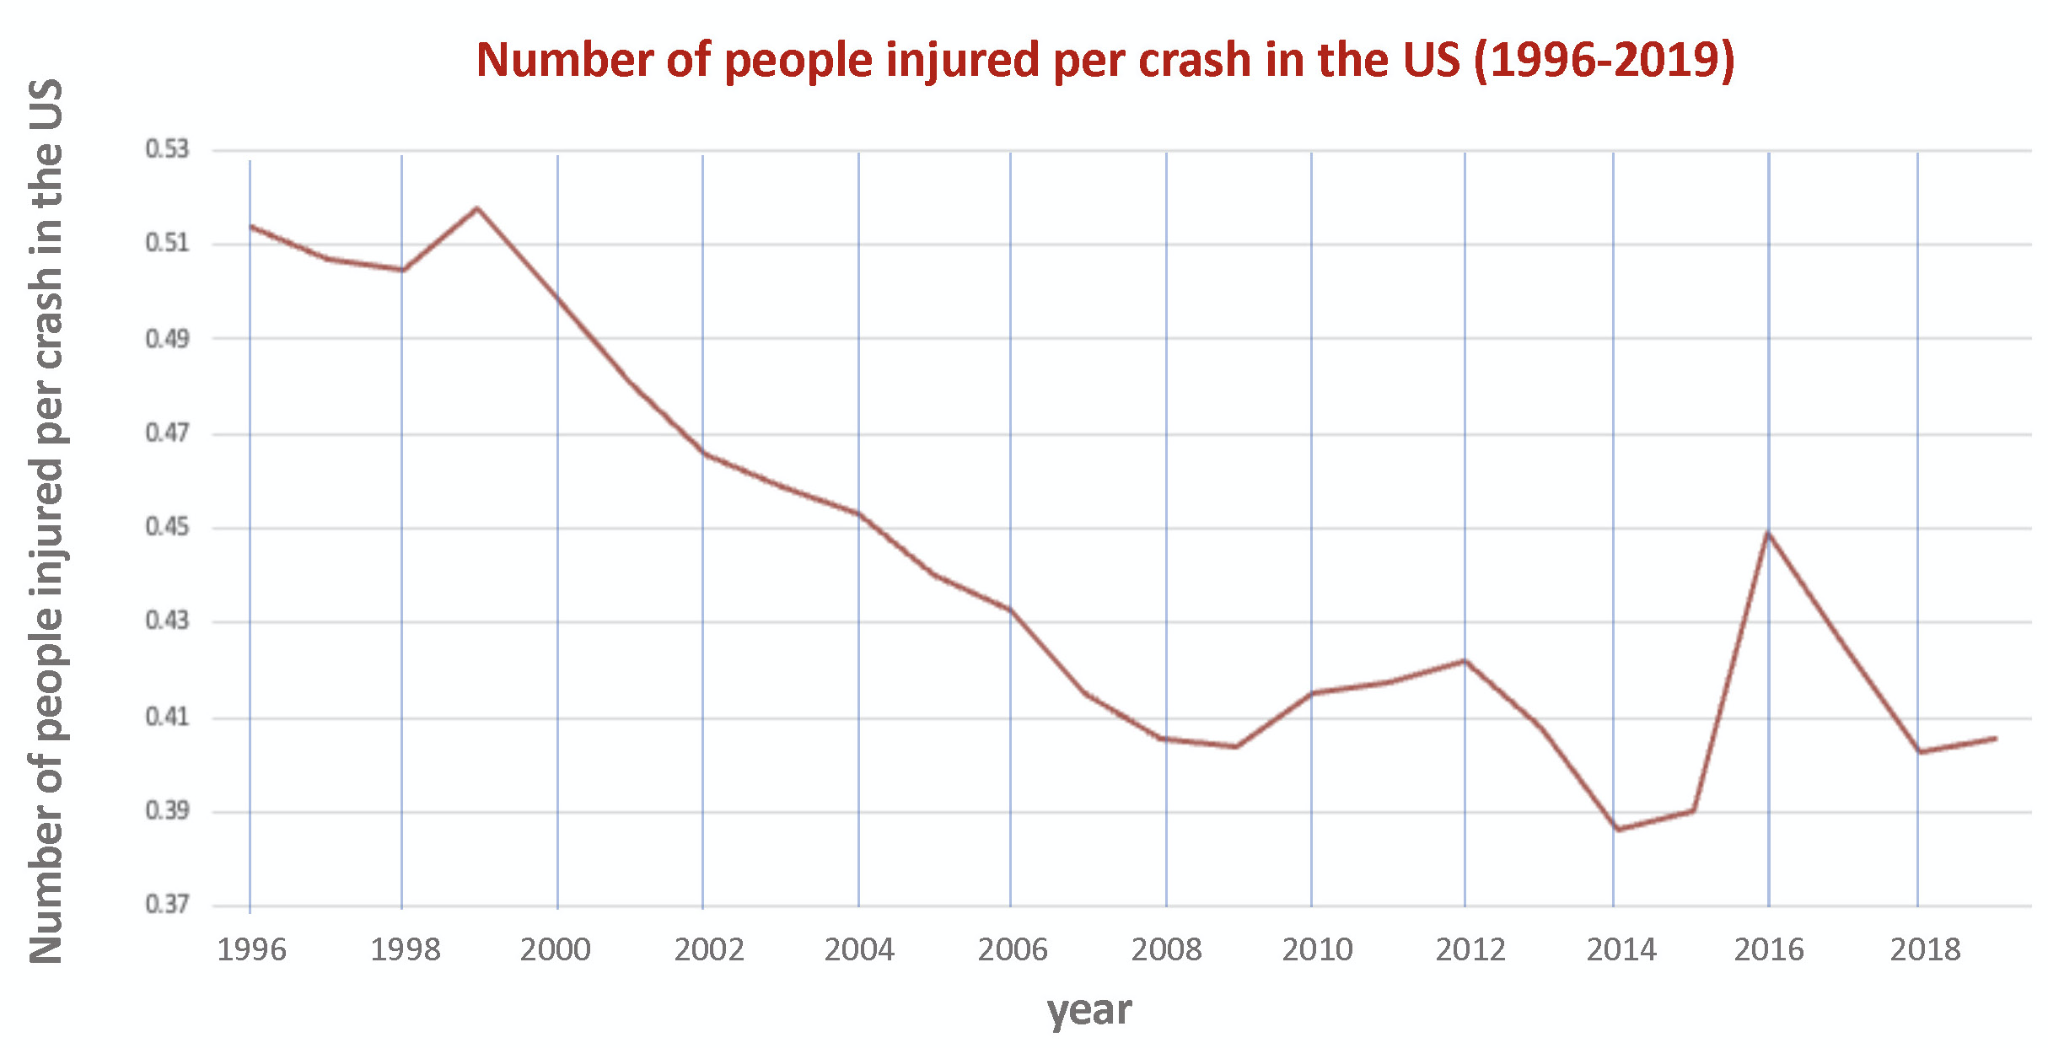 Number of people injured per crash in the US (1996-2019)
Number of people injured per crash in the US
0.53
0.51
0.49
0.47
0.45
0.43
0.41
0.39
0.37
1996 1998 2000 2002 2004 2006 2008 2010 2012 2014 2016 2018
year